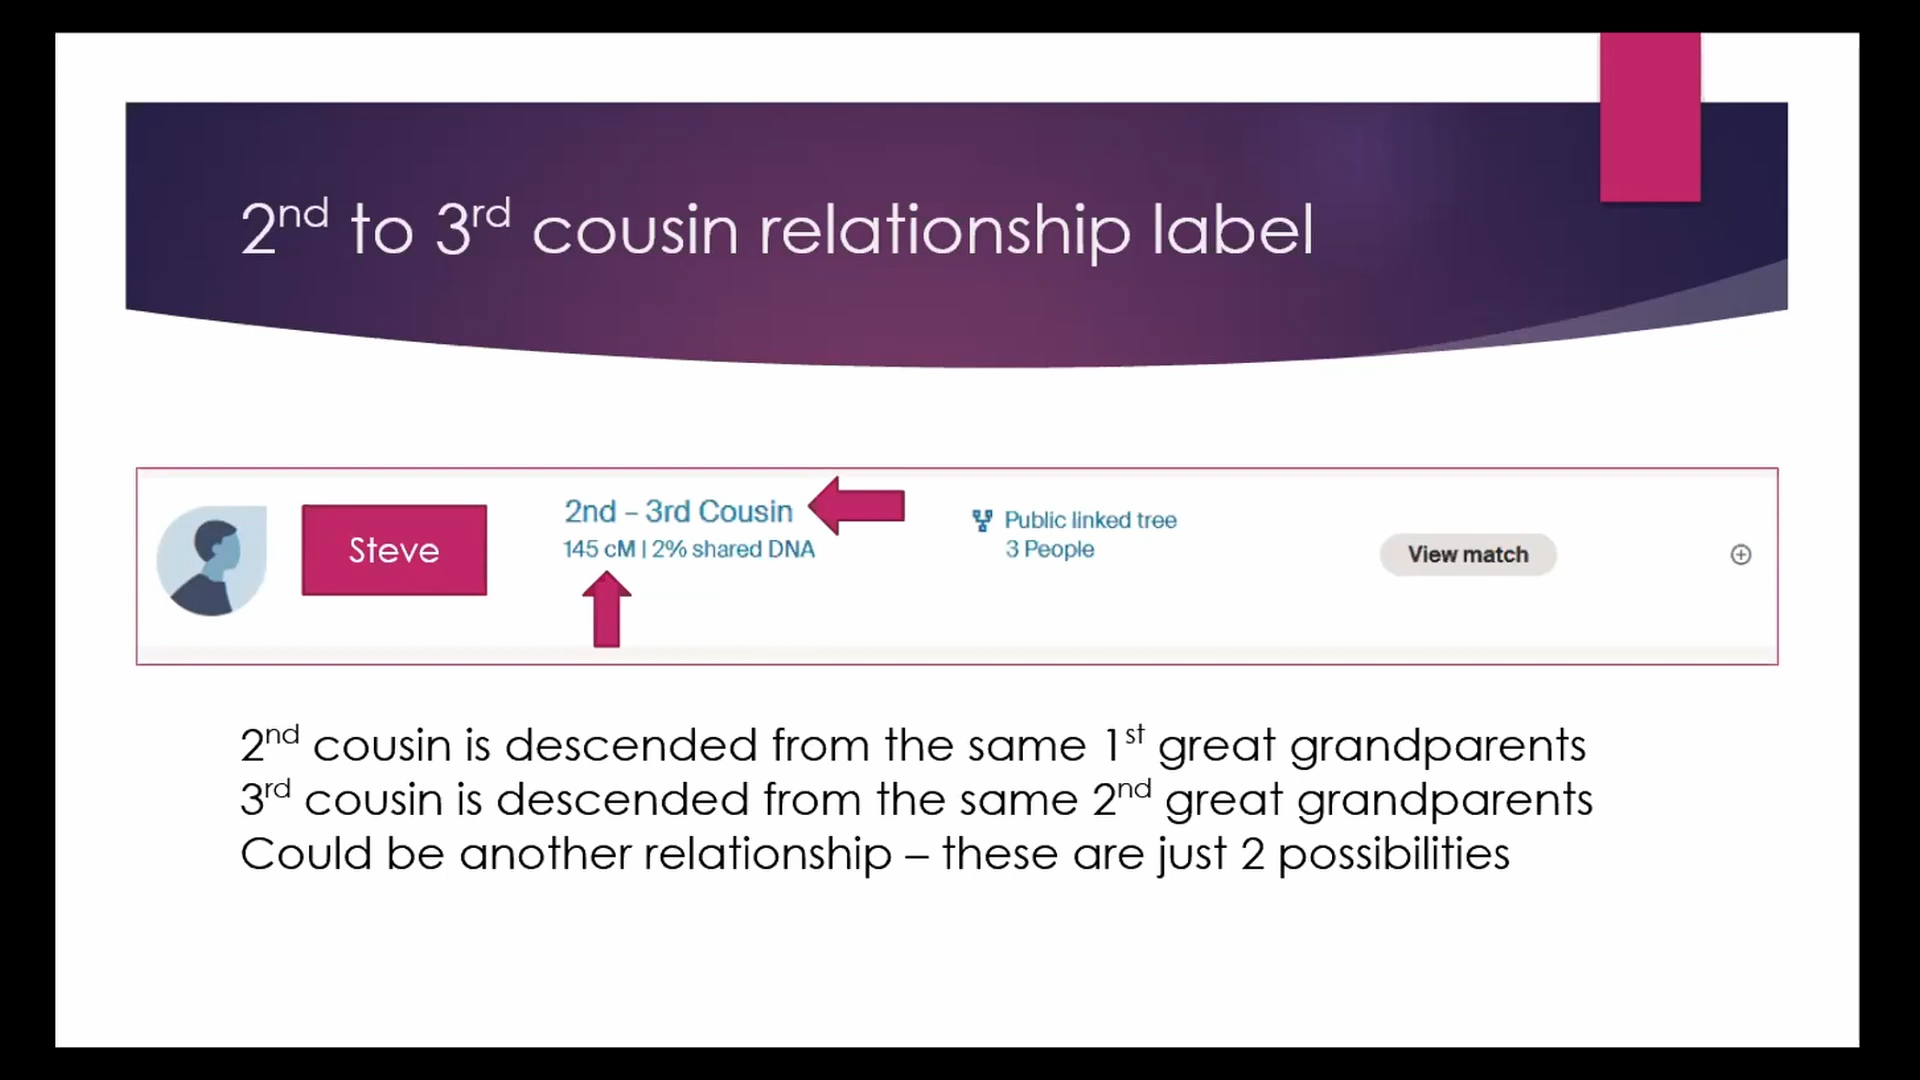 2nd to 3rd cousin relationship label
Steve
2nd – 3rd Cousin
145 cM | 2% shared DNA
Public linked tree
3 People
View match
2nd cousin is descended from the same 1st great grandparents
3rd cousin is descended from the same 2nd great grandparents
Could be another relationship – these are just 2 possibilities